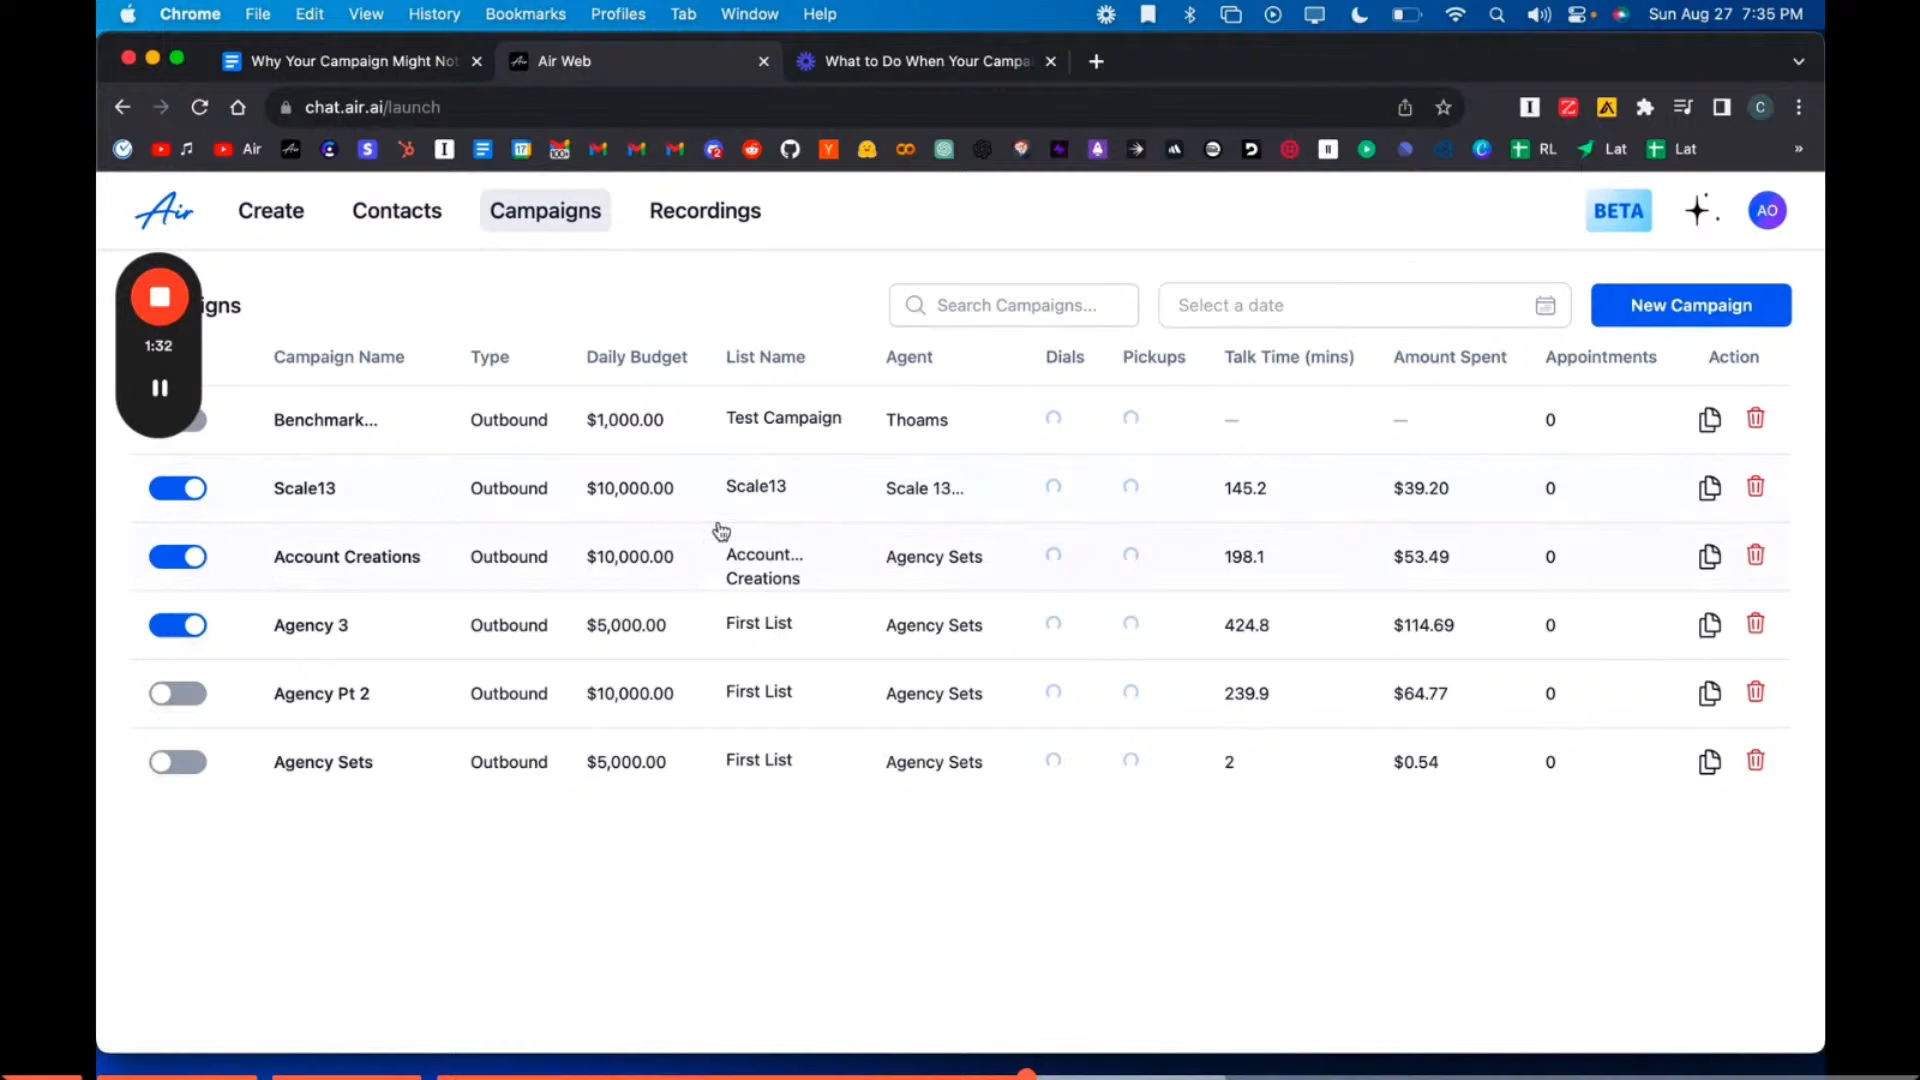 Chrome File Edit View History Bookmarks Profiles Tab Window Help Sun Aug 27 7:35 PM
Why Your Campaign Might Not Air Web What to Do When Your Campa
chat.air.ai/launch
Air RL Lat Lat
Air Create Contacts Campaigns Recordings BETA AO
igns Search Campaigns... Select a date New Campaign
1:32
Campaign Name Type Daily Budget List Name Agent Dials Pickups Talk Time (mins) Amount Spent Appointments Action
Benchmark... Outbound $1,000.00 Test Campaign Thoams — — 0
Scale13 Outbound $10,000.00 Scale13 Scale 13... 145.2 $39.20 0
Account Creations Outbound $10,000.00 Account... Agency Sets 198.1 $53.49 0
Creations
Agency 3 Outbound $5,000.00 First List Agency Sets 424.8 $114.69 0
Agency Pt 2 Outbound $10,000.00 First List Agency Sets 239.9 $64.77 0
Agency Sets Outbound $5,000.00 First List Agency Sets 2 $0.54 0